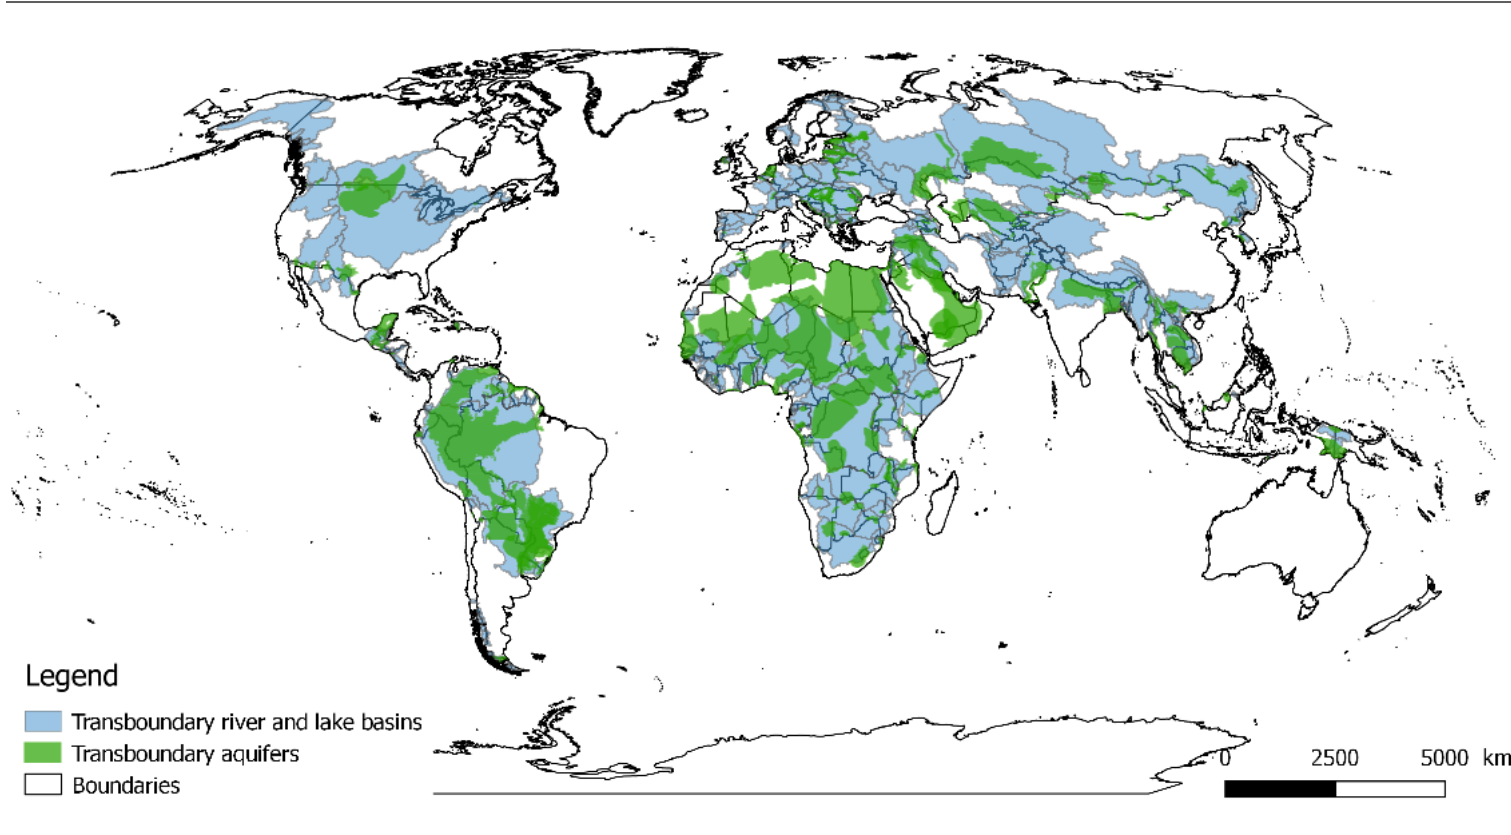 Legend
Transboundary river and lake basins
Transboundary aquifers
Boundaries
0 2500 5000 km